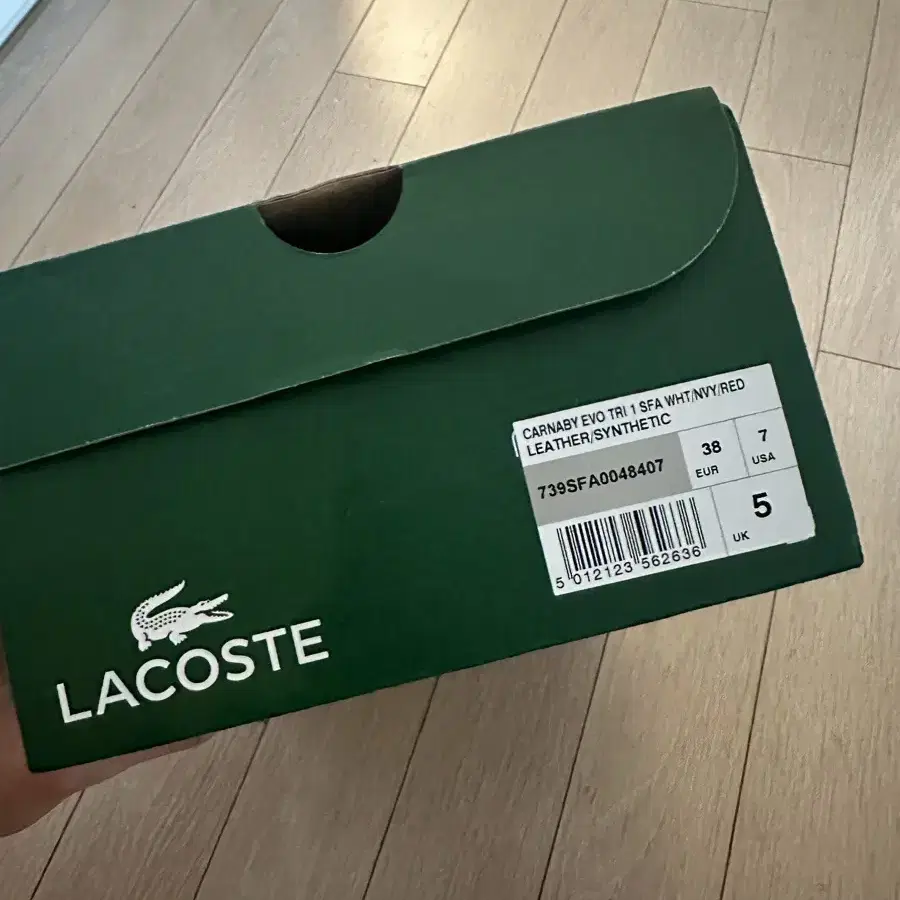 CARNABY EVO TRI 1 SFA WHT/NVY/RED
LEATHER/SYNTHETIC
739SFA0048407
38
EUR
7
USA
5
UK
5 012123 562636
LACOSTE